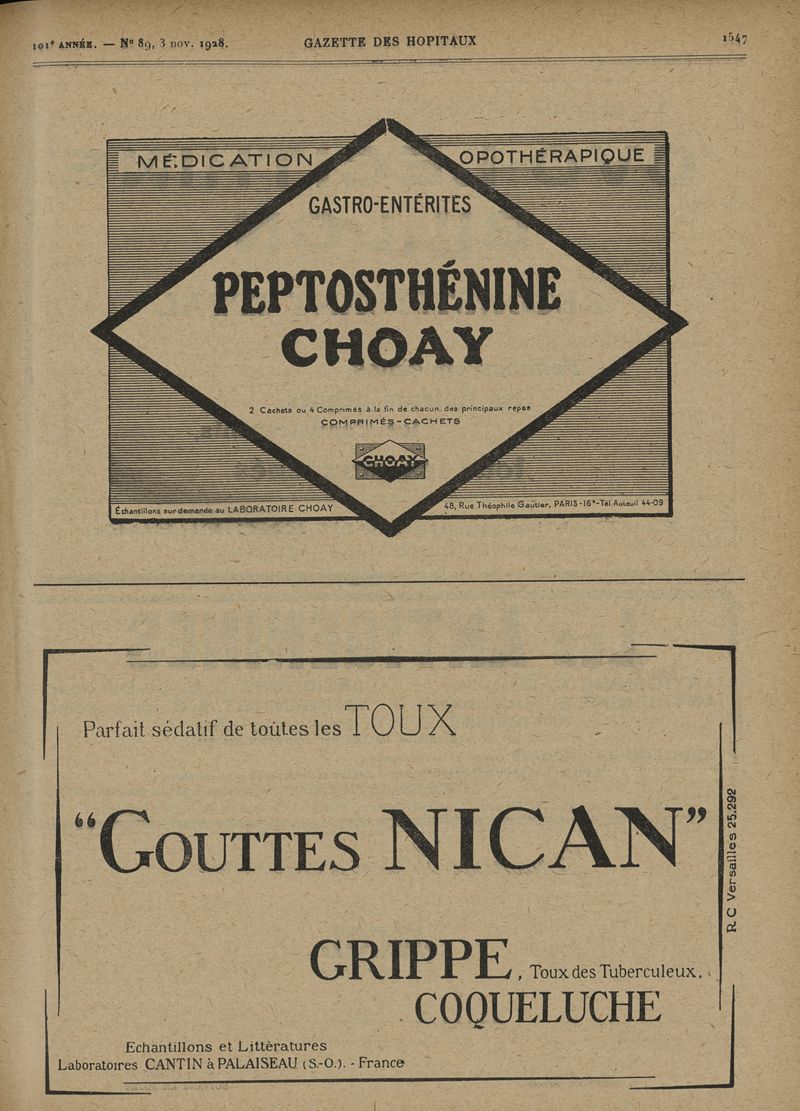 101e ANNÉE. — No 89, 3 nov. 1928.
GAZETTE DES HOPITAUX
1547
MÉDICATION
OPOTHÉRAPIQUE
GASTRO-ENTÉRITES
PEPTOSTHÉNINE
CHOAY
2 Cachets ou 4 Comprimés à la fin de chacun des principaux repas
COMPRIMÉS-CACHETS
CHOAY
Échantillons sur demande au LABORATOIRE CHOAY
48, Rue Théophile Gautier, PARIS-16e-Tél. Auteuil 44-09
Parfait sédatif de toutes les TOUX
“GOUTTES NICAN”
GRIPPE, Toux des Tuberculeux,
COQUELUCHE
R.C Versailles 25.292
Echantillons et Littératures
Laboratoires CANTIN à PALAISEAU (S.-O.). - France